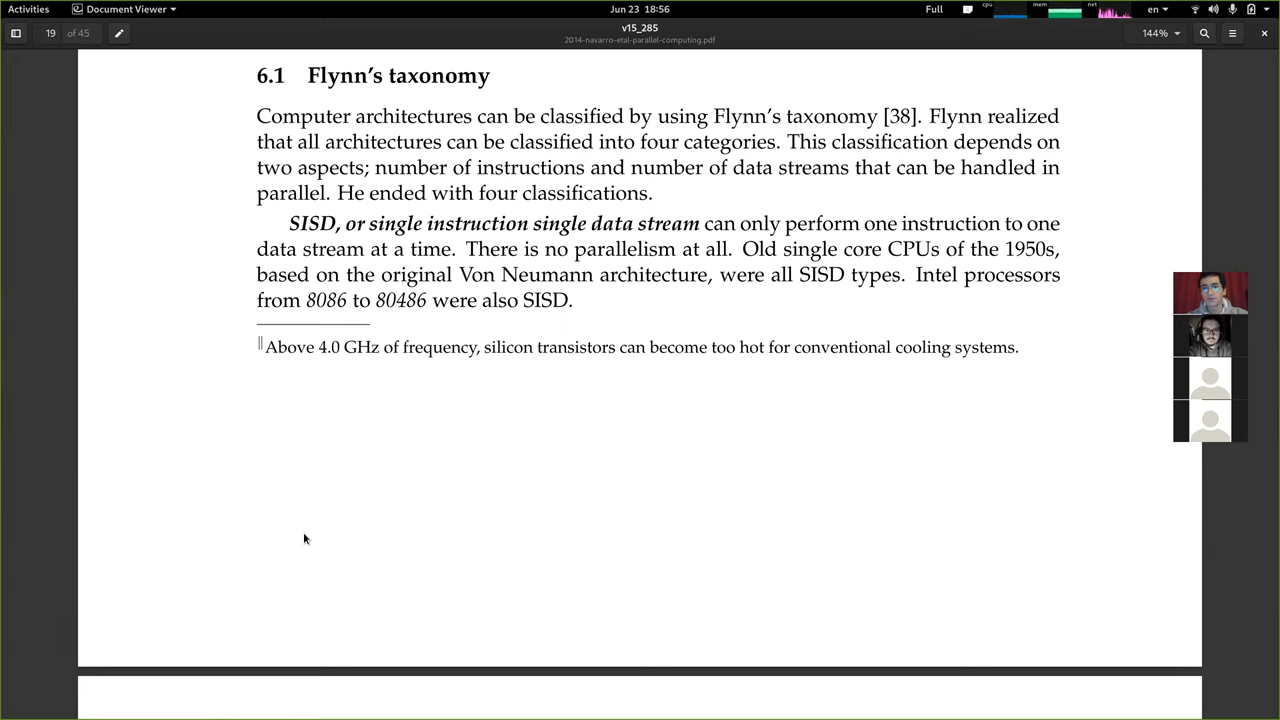 Activities Document Viewer Jun 23 18:56 Full cpu mem net en
19 of 45 v15_285 144%
2014-navarro-etal-parallel-computing.pdf
6.1 Flynn's taxonomy
Computer architectures can be classified by using Flynn's taxonomy [38]. Flynn realized
that all architectures can be classified into four categories. This classification depends on
two aspects; number of instructions and number of data streams that can be handled in
parallel. He ended with four classifications.
SISD, or single instruction single data stream can only perform one instruction to one
data stream at a time. There is no parallelism at all. Old single core CPUs of the 1950s,
based on the original Von Neumann architecture, were all SISD types. Intel processors
from 8086 to 80486 were also SISD.
‖Above 4.0 GHz of frequency, silicon transistors can become too hot for conventional cooling systems.